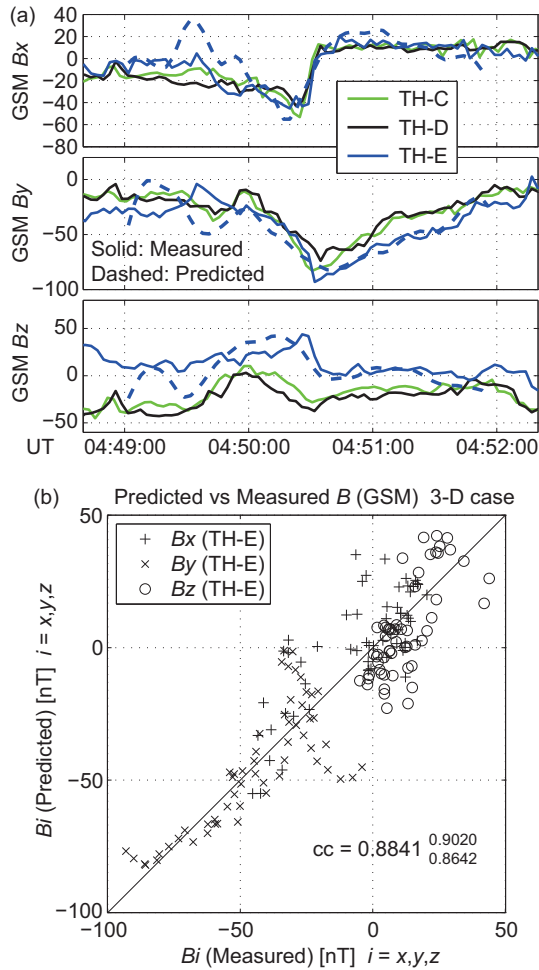 (a)
40
20
0
−20
−40
−60
−80
GSM Bx
TH-C
TH-D
TH-E
0
−50
−100
GSM By
Solid: Measured
Dashed: Predicted
50
0
−50
GSM Bz
UT 04:49:00 04:50:00 04:51:00 04:52:00
(b) Predicted vs Measured B (GSM) 3-D case
50
0
−50
−100
Bx (TH-E)
By (TH-E)
Bz (TH-E)
Bi (Predicted) [nT] i = x,y,z
cc = 0.8841 0.9020 0.8642
−100 −50 0 50
Bi (Measured) [nT] i = x,y,z